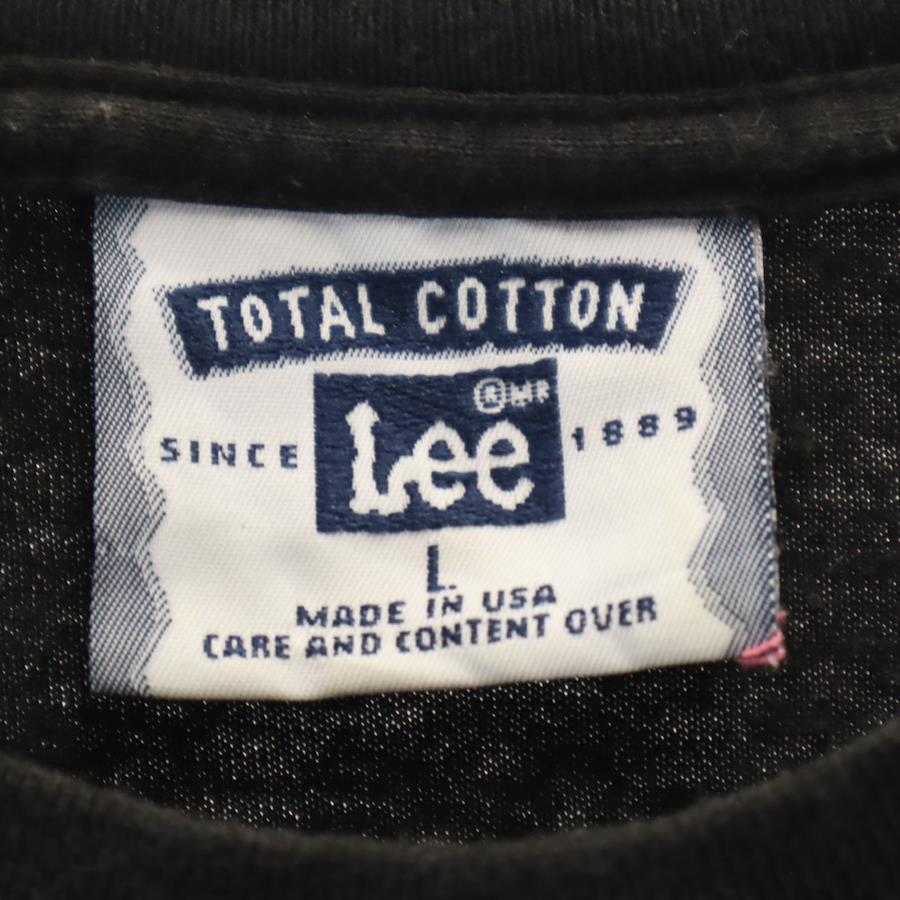 TOTAL COTTON
® MR
SINCE Lee 1889
L
MADE IN USA
CARE AND CONTENT OVER